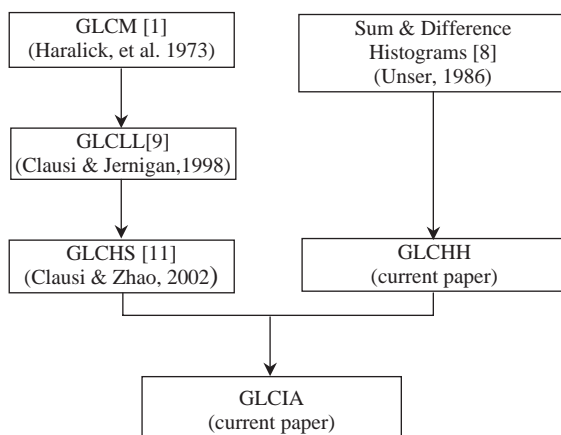 GLCM [1]
(Haralick, et al. 1973)
Sum & Difference
Histograms [8]
(Unser, 1986)
GLCLL[9]
(Clausi & Jernigan,1998)
GLCHS [11]
(Clausi & Zhao, 2002)
GLCHH
(current paper)
GLCIA
(current paper)